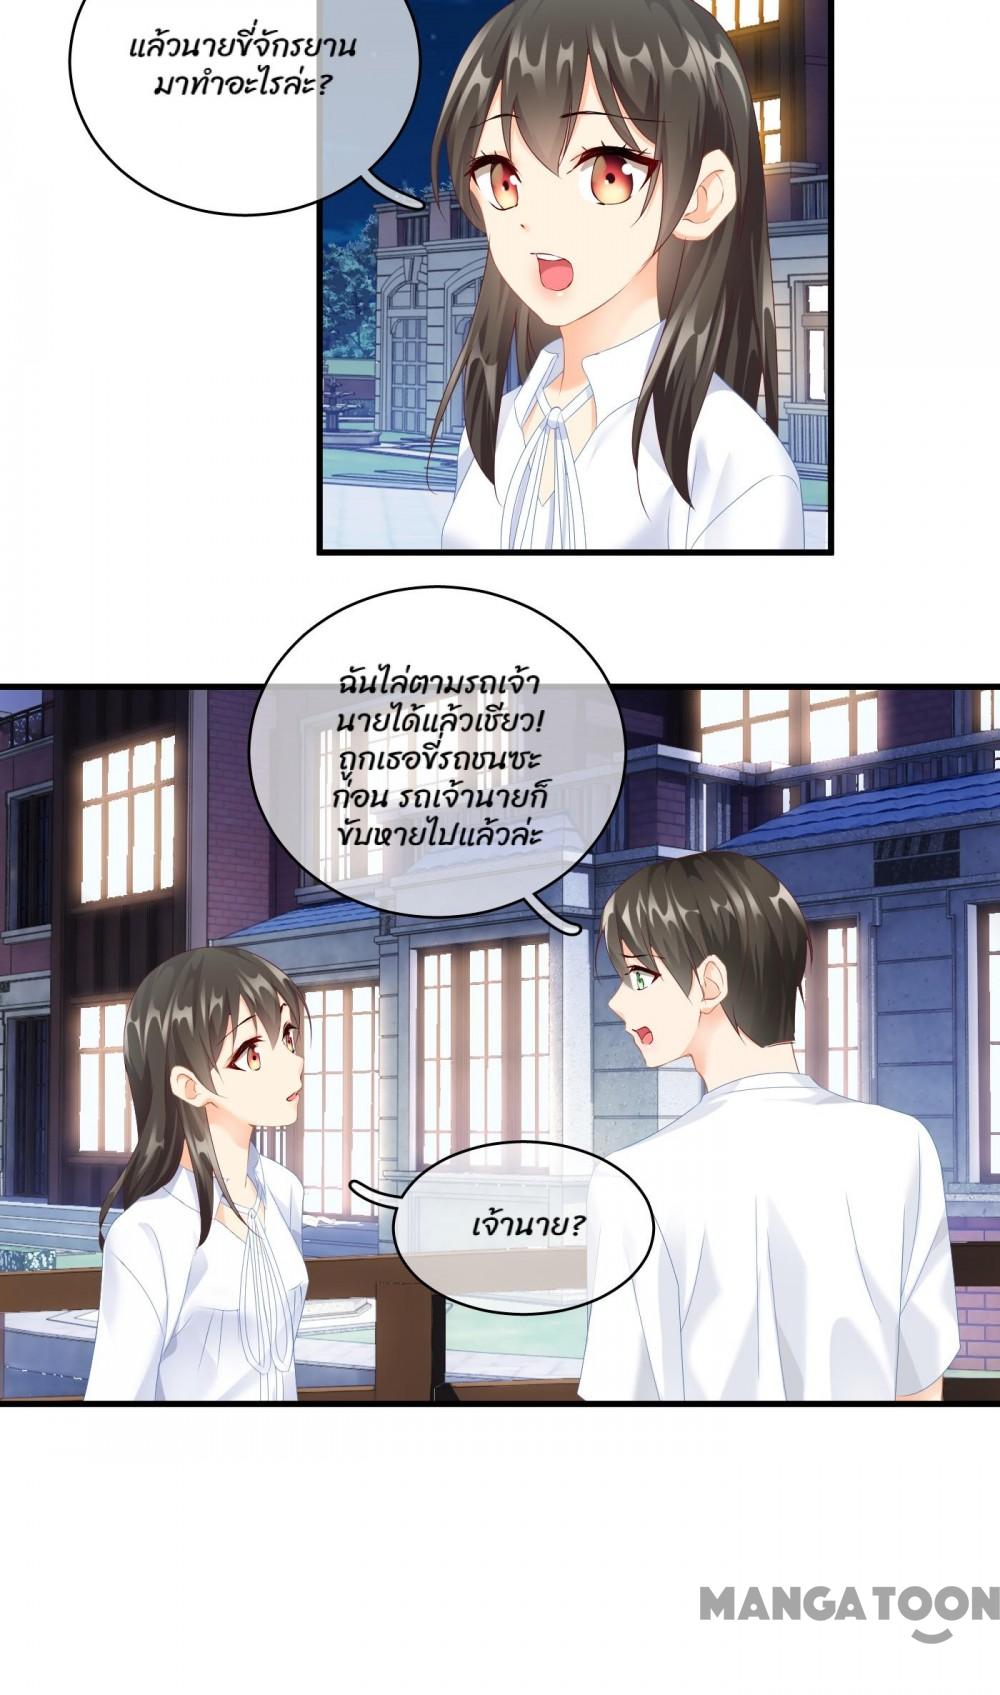 แล้วนายขี่จักรยาน
มาทำอะไรล่ะ?
ฉันไล่ตามรถเจ้า
นายได้แล้วเชียว!
ถูกเธอขี่รถชนซะ
ก่อน รถเจ้านายก็
ขับหายไปแล้วล่ะ
เจ้านาย?
MANGATOON